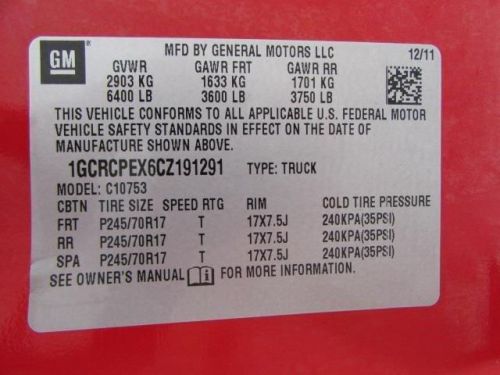 GM
MFD BY GENERAL MOTORS LLC 12/11
GVWR GAWR FRT GAWR RR
2903 KG 1633 KG 1701 KG
6400 LB 3600 LB 3750 LB
THIS VEHICLE CONFORMS TO ALL APPLICABLE U.S. FEDERAL MOTOR
VEHICLE SAFETY STANDARDS IN EFFECT ON THE DATE OF
MANUFACTURE SHOWN ABOVE.
1GCRCPEX6CZ191291 TYPE: TRUCK
MODEL: C10753
CBTN TIRE SIZE SPEED RTG RIM COLD TIRE PRESSURE
FRT P245/70R17 T 17X7.5J 240KPA(35PSI)
RR P245/70R17 T 17X7.5J 240KPA(35PSI)
SPA P245/70R17 T 17X7.5J 240KPA(35PSI)
SEE OWNER'S MANUAL FOR MORE INFORMATION.